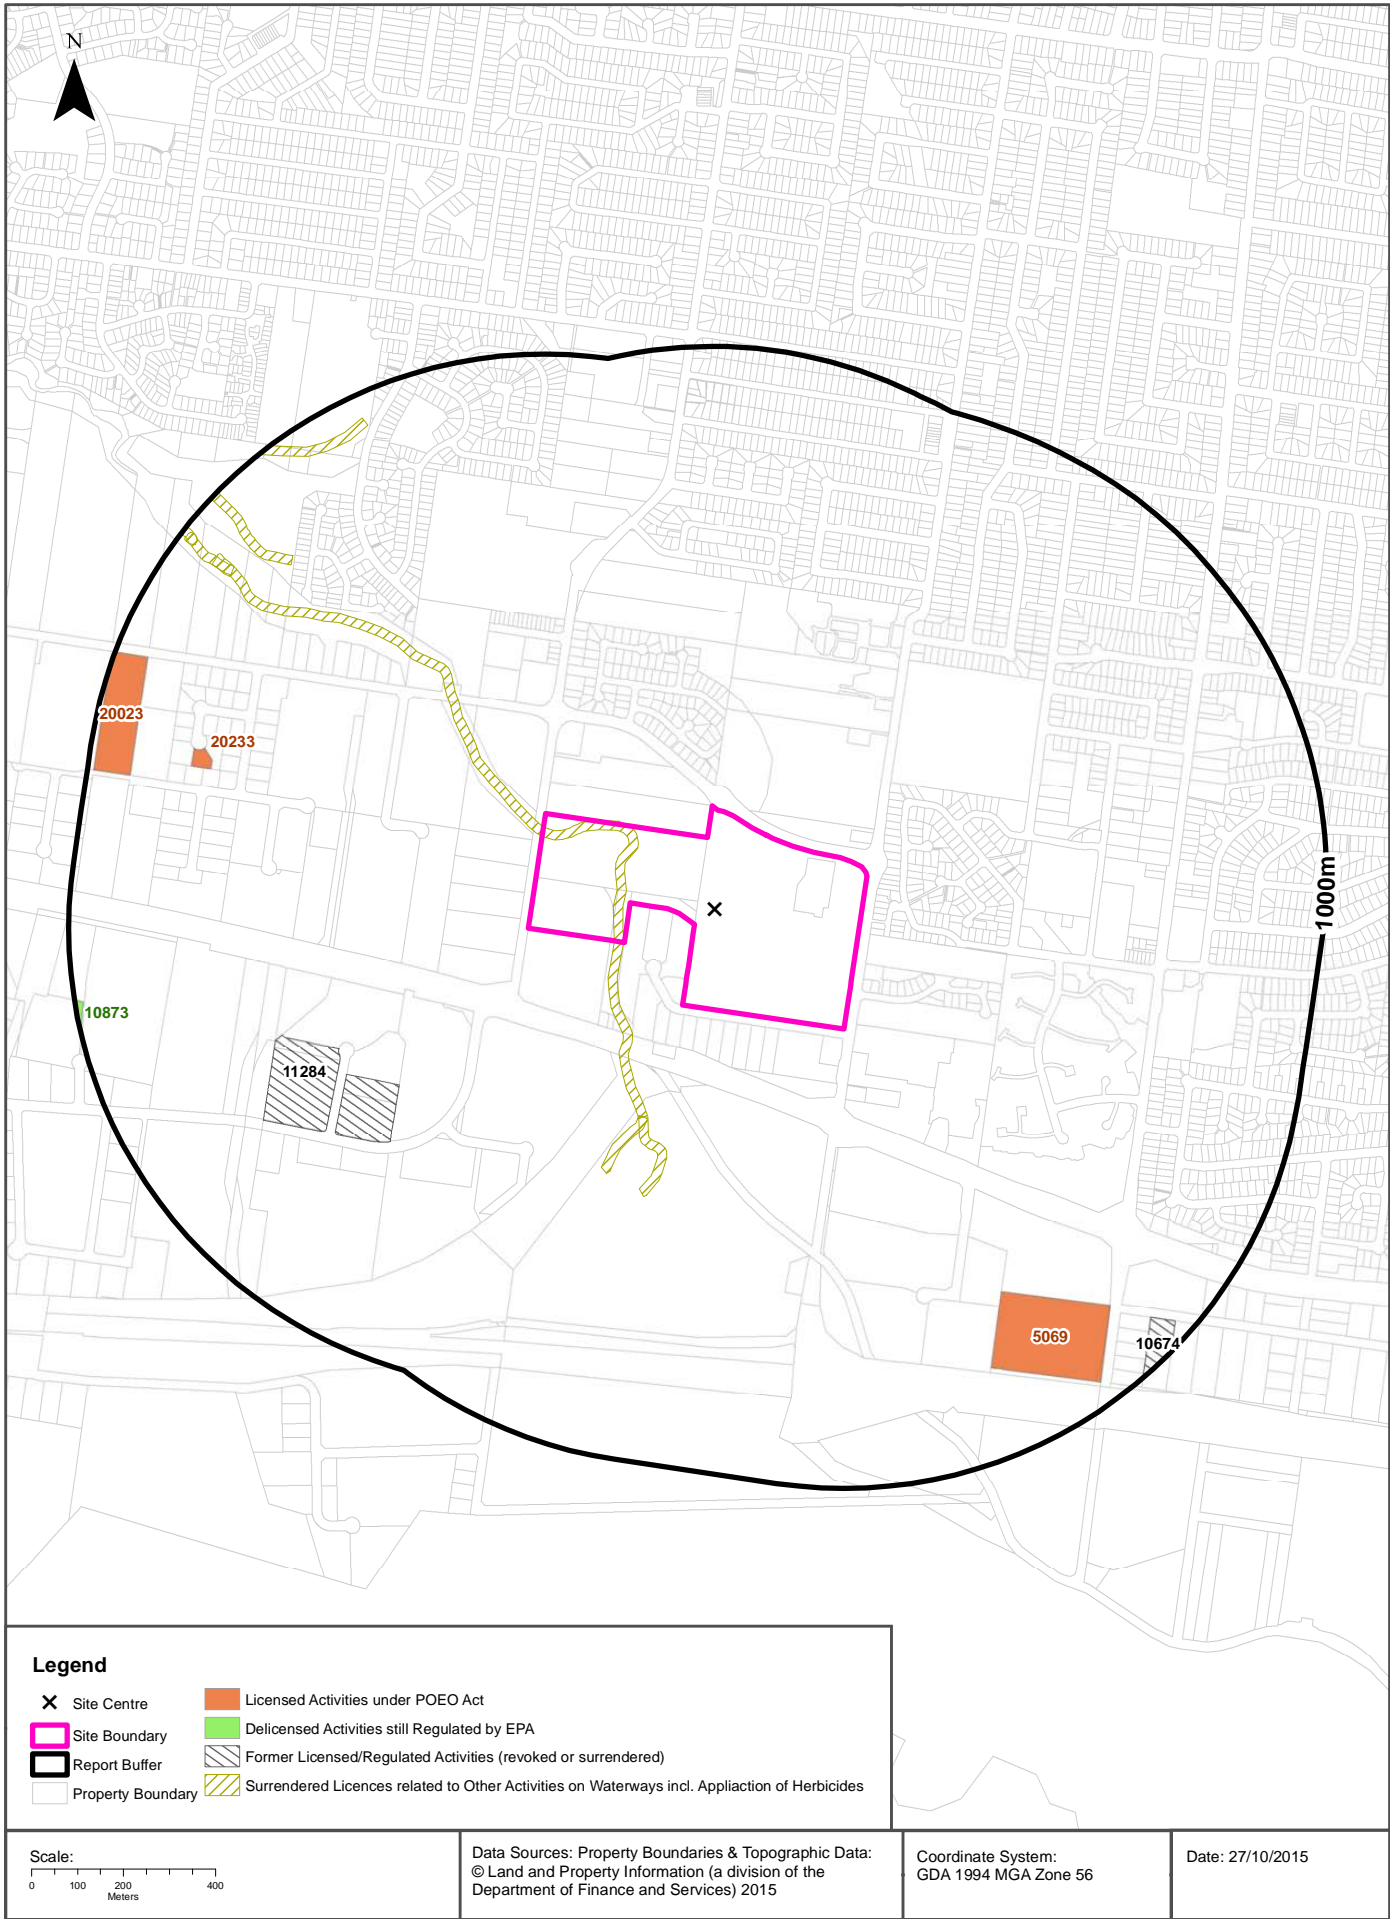 N
20023
20233
1000m
10873
11284
5069
10674
Legend
Site Centre
Site Boundary
Report Buffer
Property Boundary
Licensed Activities under POEO Act
Delicensed Activities still Regulated by EPA
Former Licensed/Regulated Activities (revoked or surrendered)
Surrendered Licences related to Other Activities on Waterways incl. Appliaction of Herbicides
Scale:
0 100 200 400
Meters
Data Sources: Property Boundaries & Topographic Data:
© Land and Property Information (a division of the
Department of Finance and Services) 2015
Coordinate System:
GDA 1994 MGA Zone 56
Date: 27/10/2015